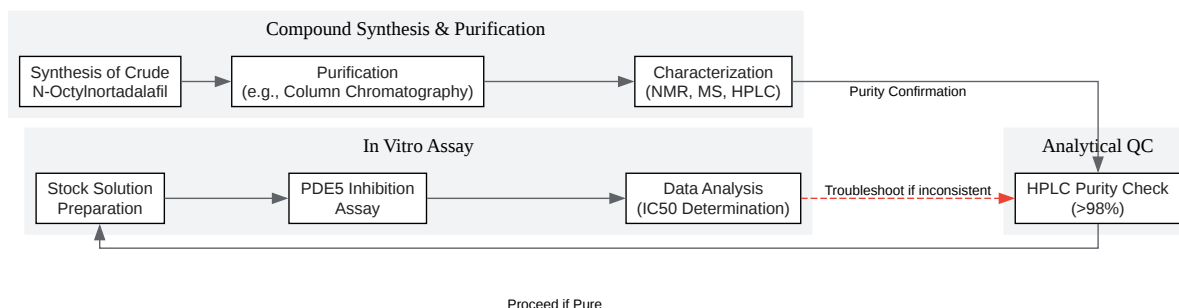 Compound Synthesis & Purification
Synthesis of Crude
N-Octylnortadalafil
Purification
(e.g., Column Chromatography)
Characterization
(NMR, MS, HPLC)
Purity Confirmation
In Vitro Assay
Analytical QC
Stock Solution
Preparation
PDE5 Inhibition
Assay
Data Analysis
(IC50 Determination)
Troubleshoot if inconsistent
HPLC Purity Check
(>98%)
Proceed if Pure